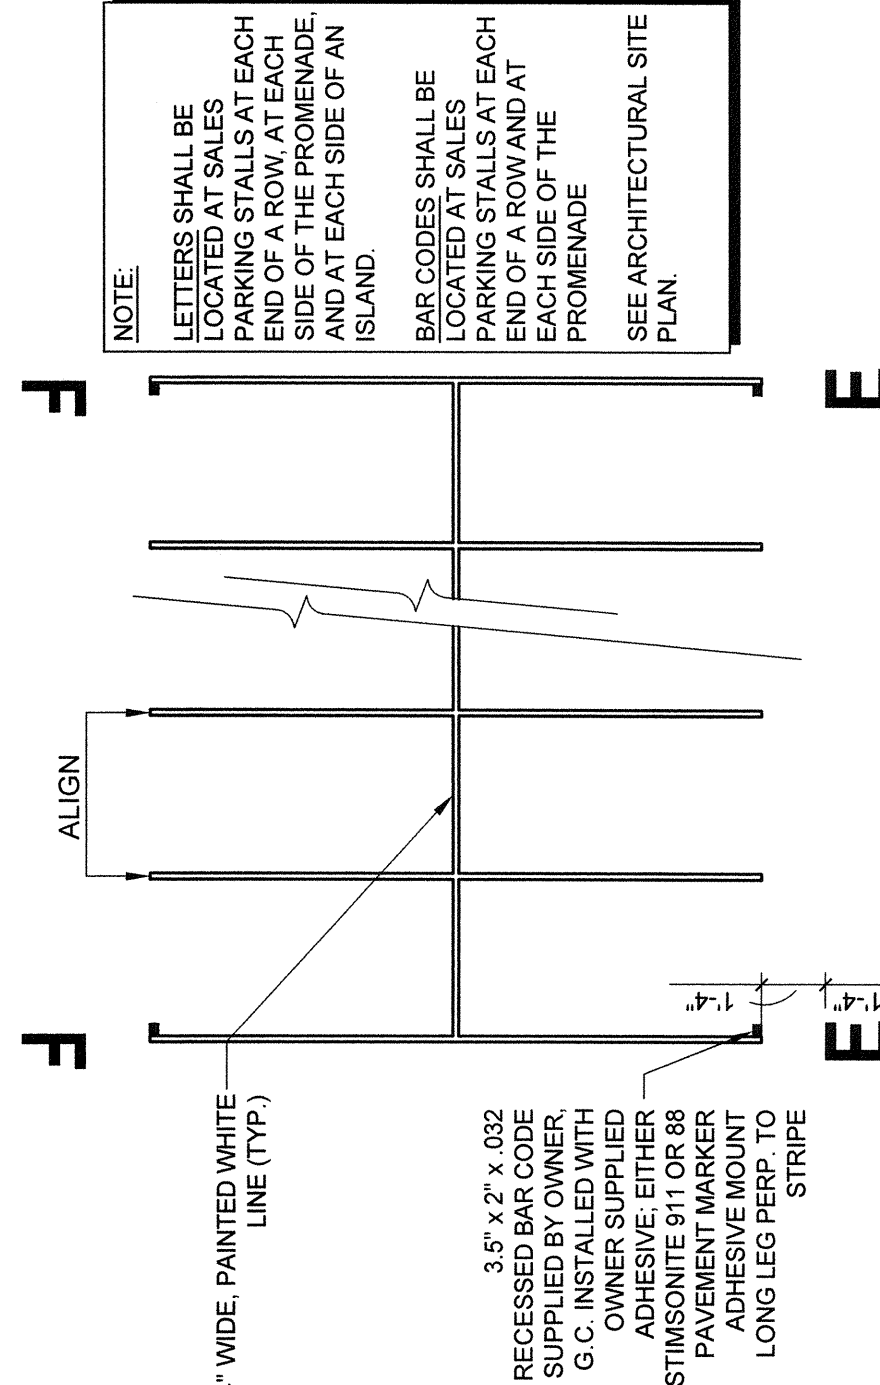 F
F
ALIGN
" WIDE, PAINTED WHITE
LINE (TYP.)
3.5" x 2" x .032
RECESSED BAR CODE
SUPPLIED BY OWNER,
G.C. INSTALLED WITH
OWNER SUPPLIED
ADHESIVE; EITHER
STIMSONITE 911 OR 88
PAVEMENT MARKER
ADHESIVE MOUNT
LONG LEG PERP. TO
STRIPE
1'-4"
1'-4"
E
E
NOTE:
LETTERS SHALL BE
LOCATED AT SALES
PARKING STALLS AT EACH
END OF A ROW, AT EACH
SIDE OF THE PROMENADE,
AND AT EACH SIDE OF AN
ISLAND.
BAR CODES SHALL BE
LOCATED AT SALES
PARKING STALLS AT EACH
END OF A ROW AND AT
EACH SIDE OF THE
PROMENADE
SEE ARCHITECTURAL SITE
PLAN.